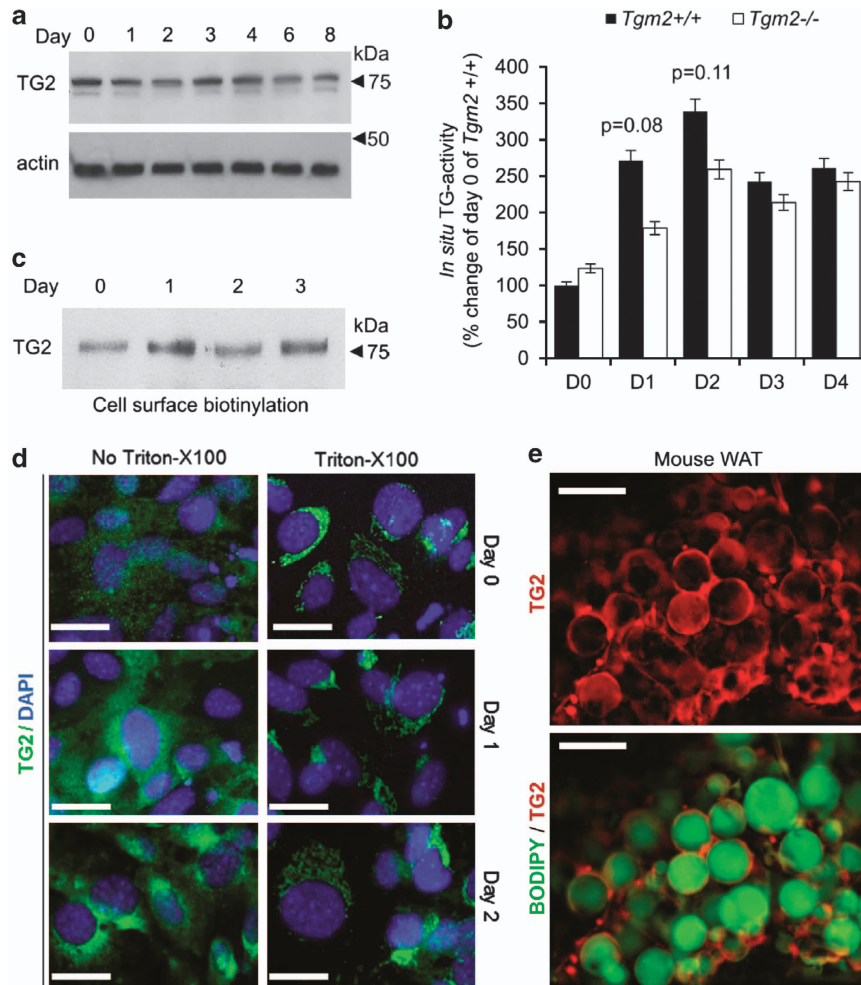 a
Day 0 1 2 3 4 6 8
kDa
TG2
75
50
actin
b
Tgm2+/+ Tgm2-/-
In situ TG-activity
(% change of day 0 of Tgm2 +/+)
400
350
300
250
200
150
100
50
0
p=0.08
p=0.11
D0 D1 D2 D3 D4
c
Day 0 1 2 3
kDa
TG2
75
Cell surface biotinylation
d
No Triton-X100 Triton-X100
TG2 / DAPI
Day 0
Day 1
Day 2
e
Mouse WAT
TG2
BODIPY / TG2